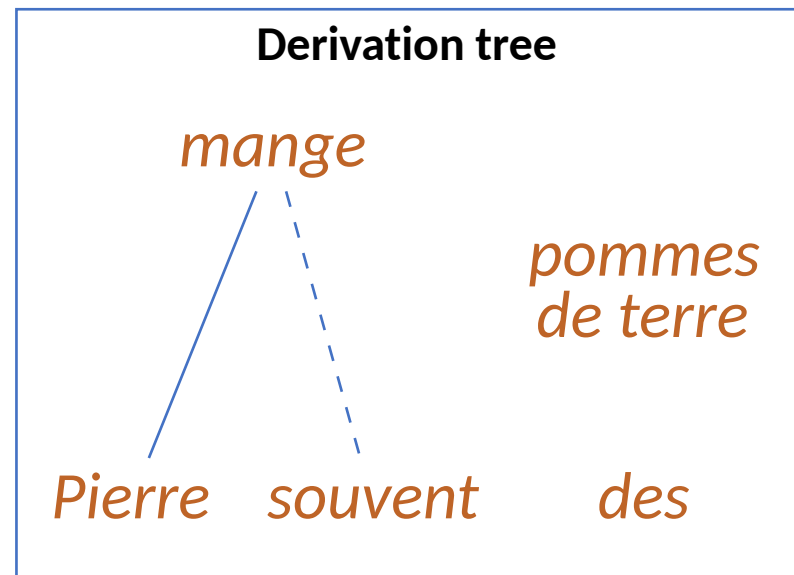 Derivation tree
mange
pommes
de terre
Pierre souvent des